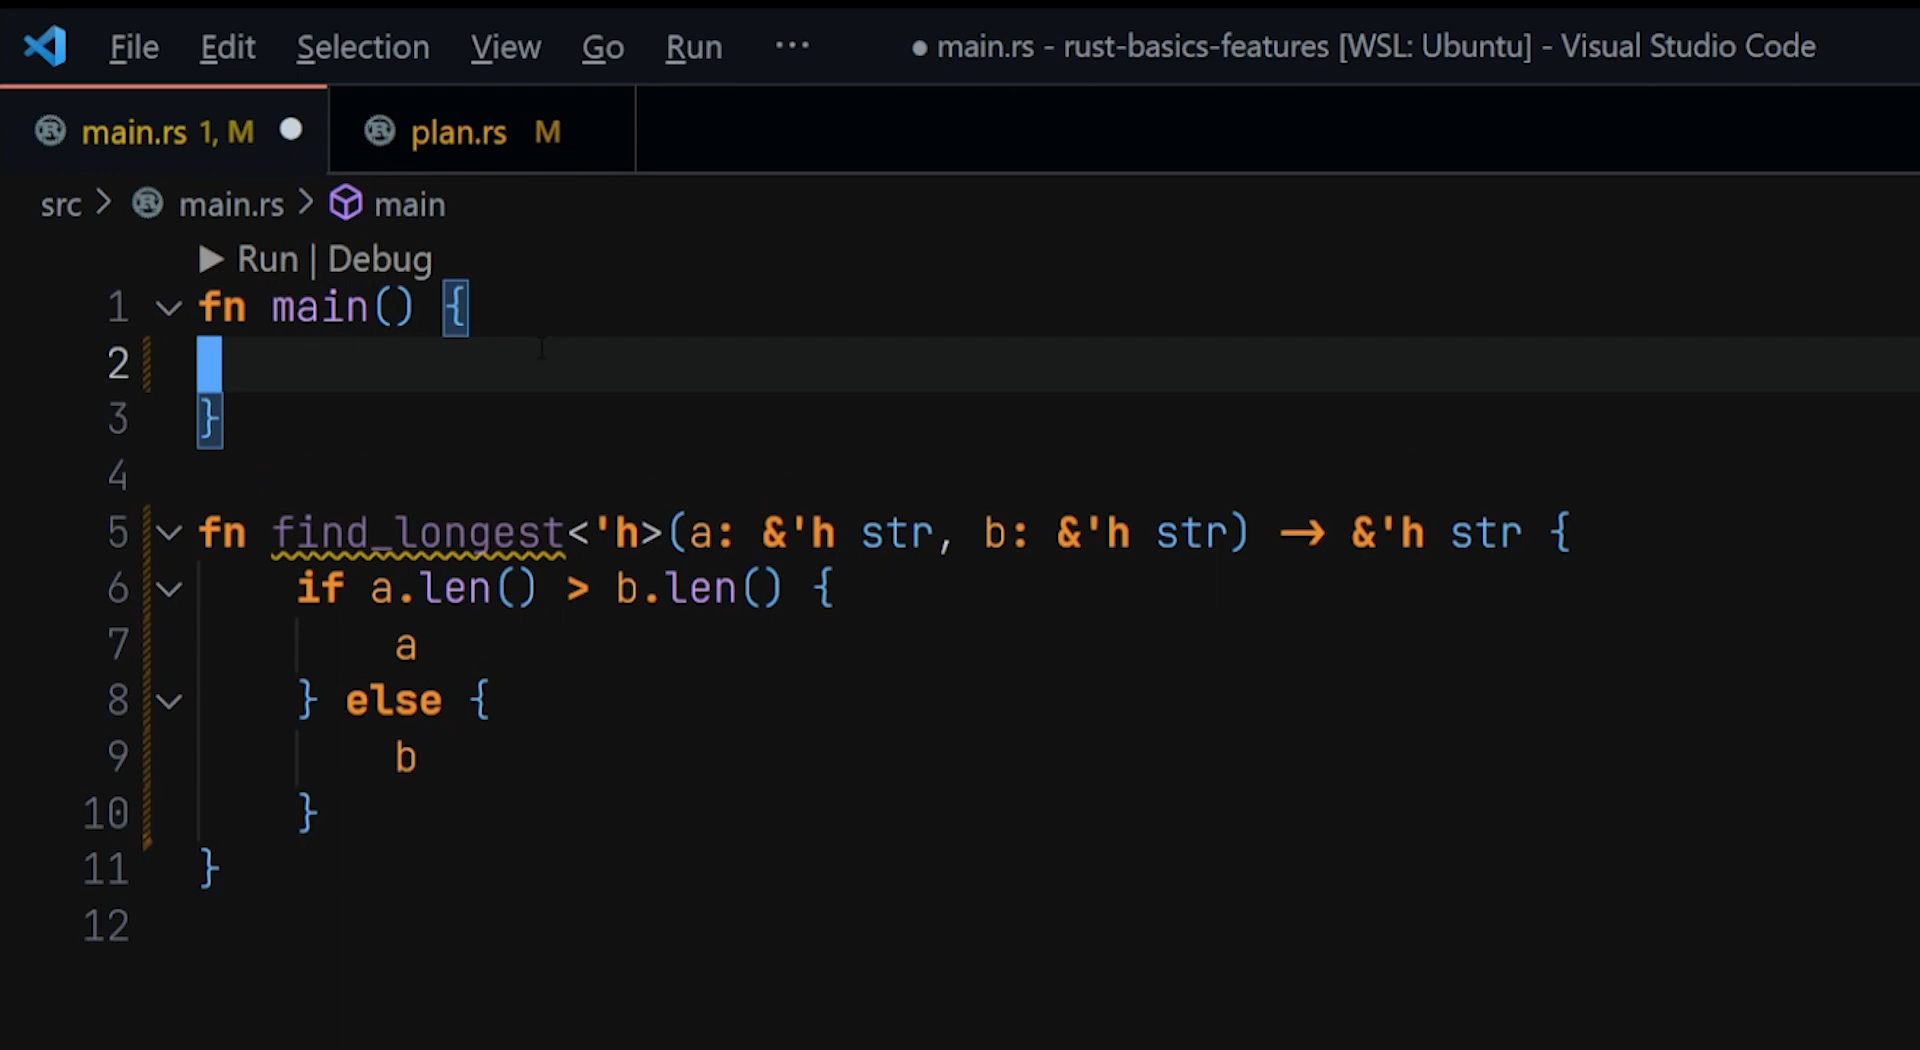 File Edit Selection View Go Run ··· ● main.rs - rust-basics-features [WSL: Ubuntu] - Visual Studio Code
main.rs 1, M ● plan.rs M
src > main.rs > main
▶ Run | Debug
1 fn main() {
2
3 }
4
5 fn find_longest<'h>(a: &'h str, b: &'h str) -> &'h str {
6 if a.len() > b.len() {
7 a
8 } else {
9 b
10 }
11 }
12